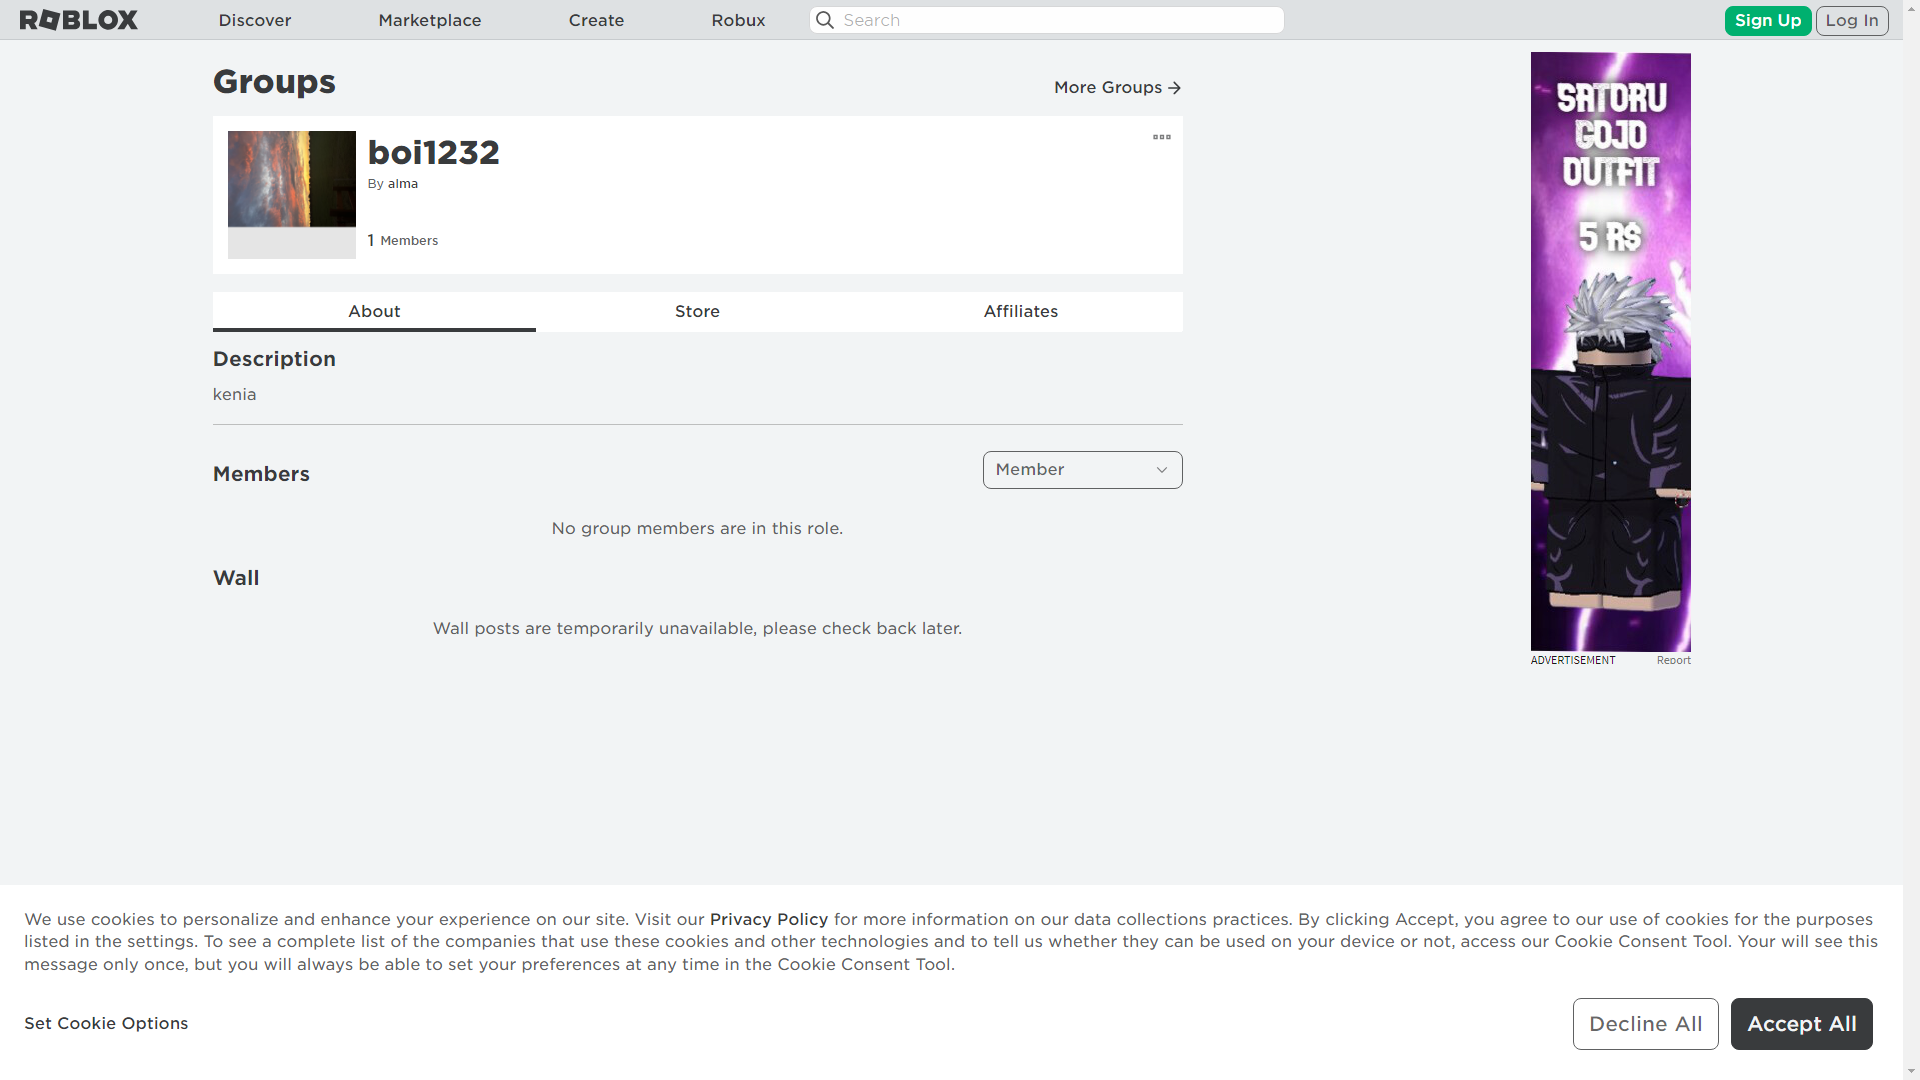 ROBLOX
Discover
Marketplace
Create
Robux
Search
Sign Up
Log In
Groups
More Groups
boi1232
By alma
1 Members
About
Store
Affiliates
Description
kenia
Members
Member
No group members are in this role.
Wall
Wall posts are temporarily unavailable, please check back later.
SATORU
GOJO
OUTFIT
5 R$
ADVERTISEMENT
Report
We use cookies to personalize and enhance your experience on our site. Visit our Privacy Policy for more information on our data collections practices. By clicking Accept, you agree to our use of cookies for the purposes
listed in the settings. To see a complete list of the companies that use these cookies and other technologies and to tell us whether they can be used on your device or not, access our Cookie Consent Tool. Your will see this
message only once, but you will always be able to set your preferences at any time in the Cookie Consent Tool.
Set Cookie Options
Decline All
Accept All